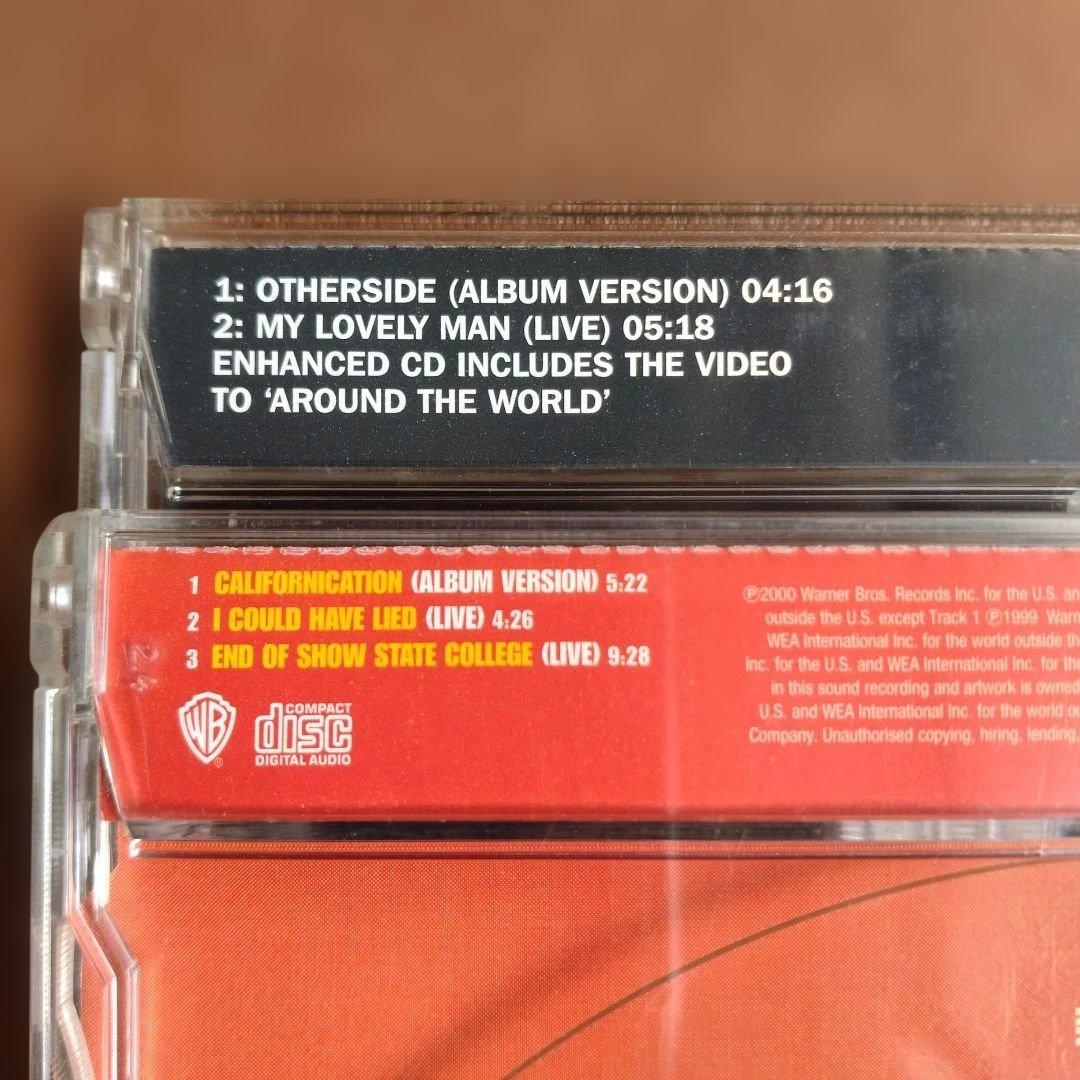 1: OTHERSIDE (ALBUM VERSION) 04:16
2: MY LOVELY MAN (LIVE) 05:18
ENHANCED CD INCLUDES THE VIDEO
TO ‘AROUND THE WORLD’
1 CALIFORNICATION (ALBUM VERSION) 5:22
2 I COULD HAVE LIED (LIVE) 4:26
3 END OF SHOW STATE COLLEGE (LIVE) 9:28
WB
®
COMPACT
disc
DIGITAL AUDIO
℗2000 Warner Bros. Records Inc. for the U.S. an
outside the U.S. except Track 1 ℗1999 Warn
WEA International Inc. for the world outside th
Inc. for the U.S. and WEA International Inc. for the
in this sound recording and artwork is owned
U.S. and WEA International Inc. for the world ou
Company. Unauthorised copying, hiring, lending,